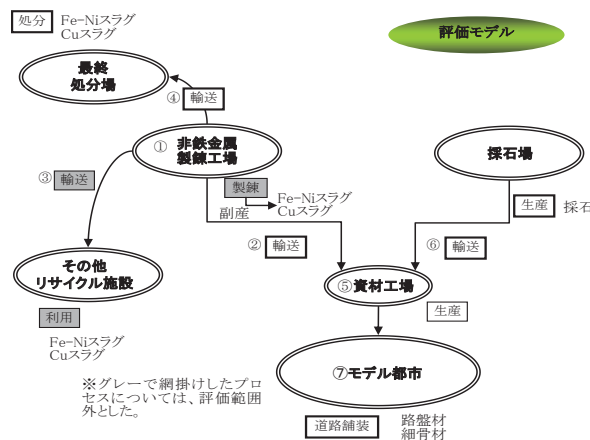 処分
Fe-Niスラグ
Cuスラグ
評価モデル
最終
処分場
④
輸送
①
非鉄金属
製錬工場
採石場
③
輸送
製錬
Fe-Niスラグ
Cuスラグ
副産
生産
採石
②
輸送
⑥
輸送
その他
リサイクル施設
⑤資材工場
利用
生産
Fe-Niスラグ
Cuスラグ
⑦モデル都市
※グレーで網掛けしたプロ
セスについては、評価範囲
外とした。
道路舗装
路盤材
細骨材